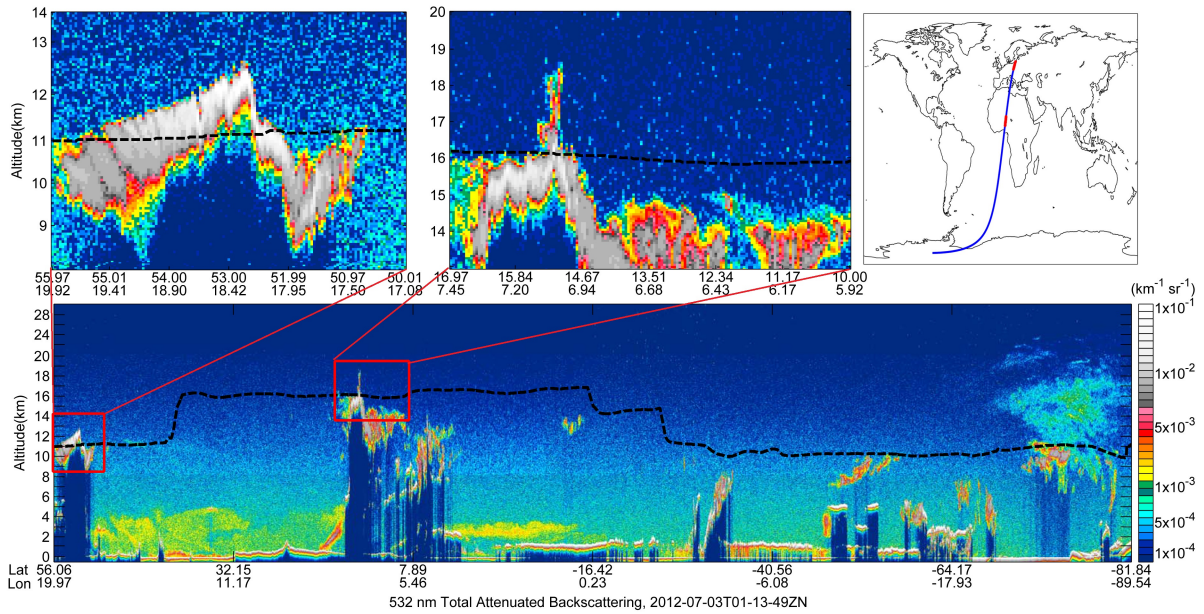 14
13
12
11
10
9
8
Altitude(km)
55.97 55.01 54.00 53.00 51.99 50.97 50.01
19.92 19.41 18.90 18.42 17.95 17.50 17.08
20
19
18
17
16
15
14
16.97 15.84 14.67 13.51 12.34 11.17 10.00
7.45 7.20 6.94 6.68 6.43 6.17 5.92
(km⁻¹ sr⁻¹)
28
26
24
22
20
18
16
14
12
10
8
6
4
2
0
Altitude(km)
1x10⁻¹
1x10⁻²
5x10⁻³
1x10⁻³
5x10⁻⁴
1x10⁻⁴
Lat 56.06 32.15 7.89 -16.42 -40.56 -64.17 -81.84
Lon 19.97 11.17 5.46 0.23 -6.08 -17.93 -89.54
532 nm Total Attenuated Backscattering, 2012-07-03T01-13-49ZN